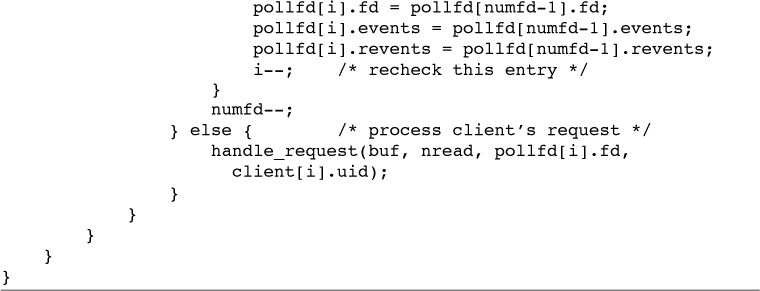 pollfd[i].fd = pollfd[numfd-1].fd;
pollfd[i].events = pollfd[numfd-1].events;
pollfd[i].revents = pollfd[numfd-1].revents;
i--;    /* recheck this entry */
}
numfd--;
} else {        /* process client's request */
handle_request(buf, nread, pollfd[i].fd,
client[i].uid);
}
}
}
}
}